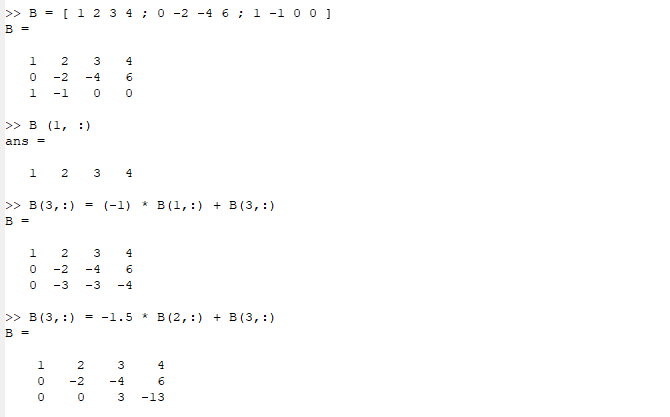 >> B = [ 1 2 3 4 ; 0 -2 -4 6 ; 1 -1 0 0 ]
B =
1 2 3 4
0 -2 -4 6
1 -1 0 0
>> B (1, :)
ans =
1 2 3 4
>> B(3,:) = (-1) * B(1,:) + B(3,:)
B =
1 2 3 4
0 -2 -4 6
0 -3 -3 -4
>> B(3,:) = -1.5 * B(2,:) + B(3,:)
B =
1 2 3 4
0 -2 -4 6
0 0 3 -13